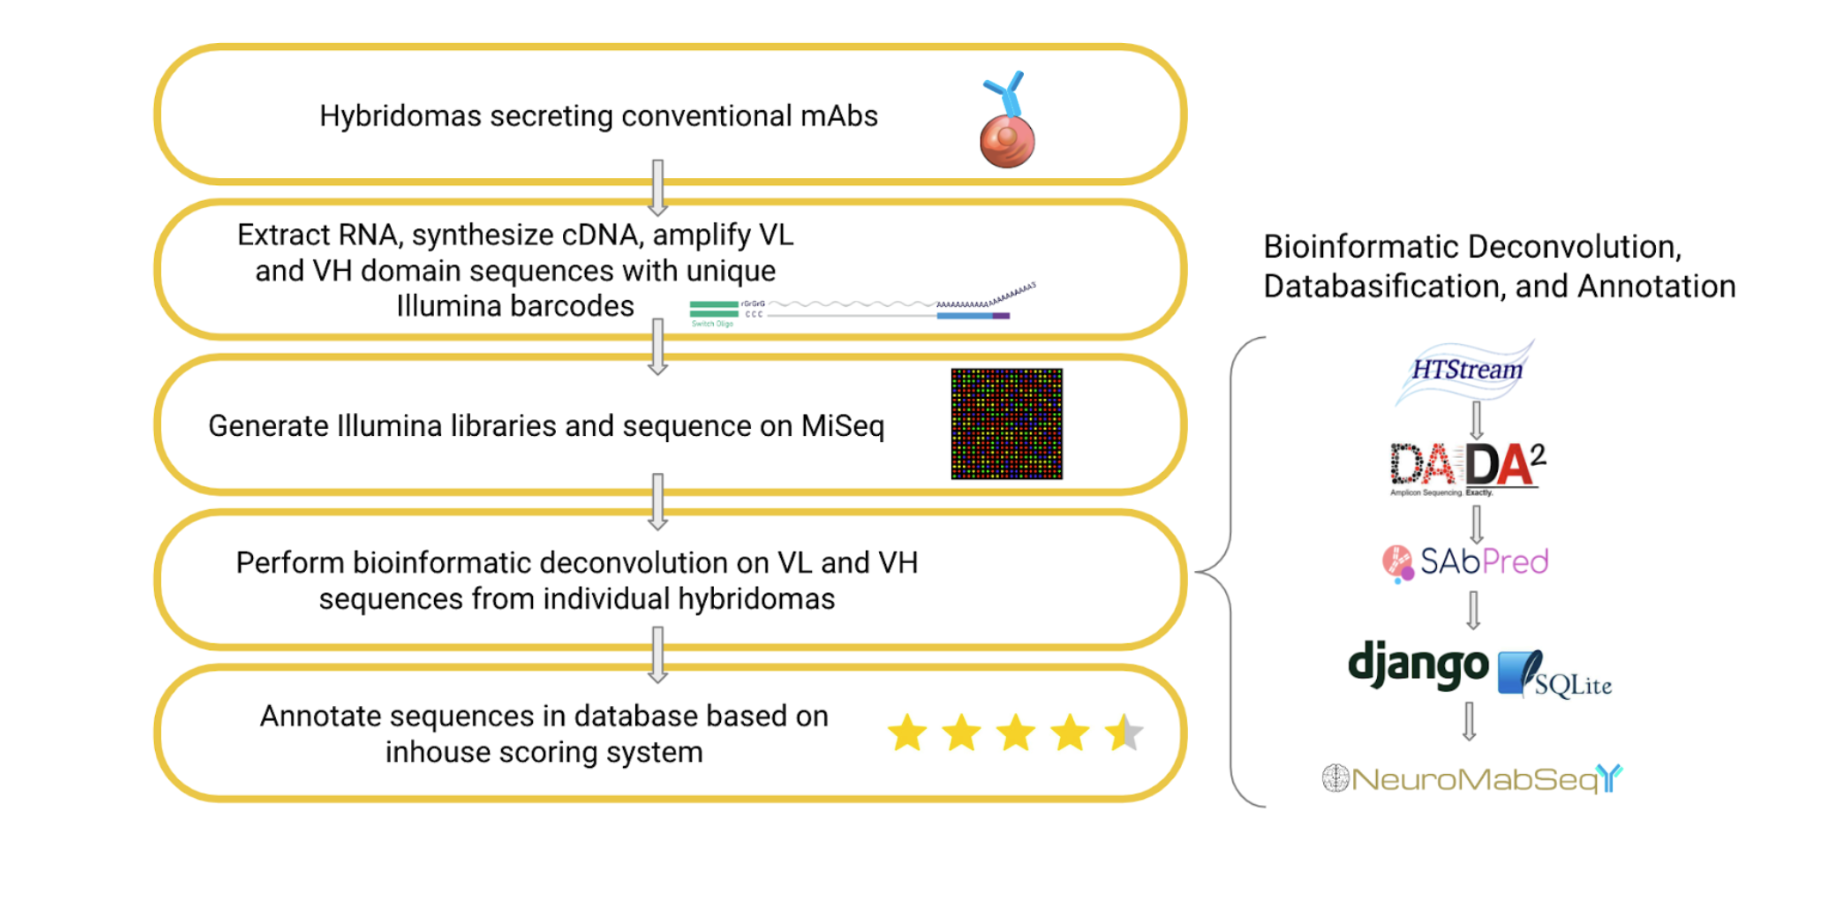 Hybridomas secreting conventional mAbs
Extract RNA, synthesize cDNA, amplify VL
and VH domain sequences with unique
Illumina barcodes
rGrGrG
CCC
Switch Oligo
Generate Illumina libraries and sequence on MiSeq
Perform bioinformatic deconvolution on VL and VH
sequences from individual hybridomas
Annotate sequences in database based on
inhouse scoring system
Bioinformatic Deconvolution,
Databasification, and Annotation
HTStream
DADA2
Amplicon Sequencing. Exactly.
SAbPred
django
SQLite
NeuroMabSeq